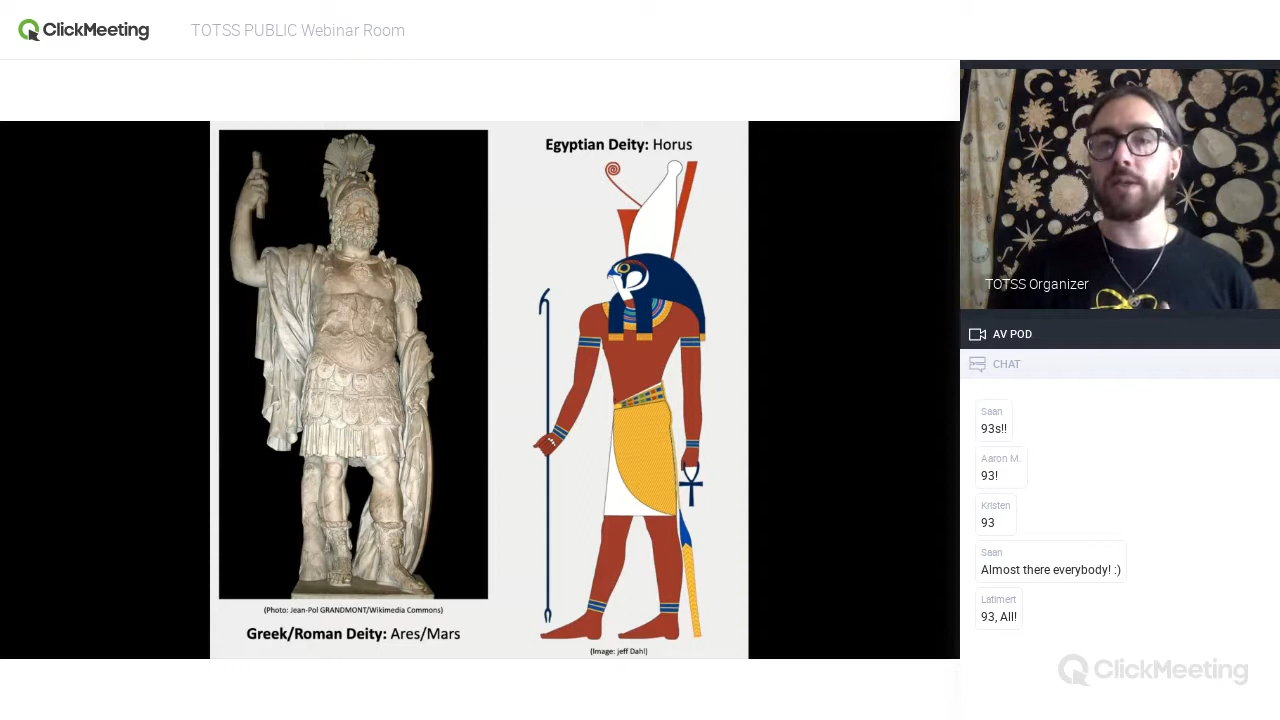 ClickMeeting
TOTSS PUBLIC Webinar Room
Egyptian Deity: Horus
(Photo: Jean-Pol GRANDMONT/Wikimedia Commons)
Greek/Roman Deity: Ares/Mars
(Image: jeff Dahl)
TOTSS Organizer
AV POD
CHAT
Saan
93s!!
Aaron M.
93!
Kristen
93
Saan
Almost there everybody! :)
Latimert
93, All!
ClickMeeting